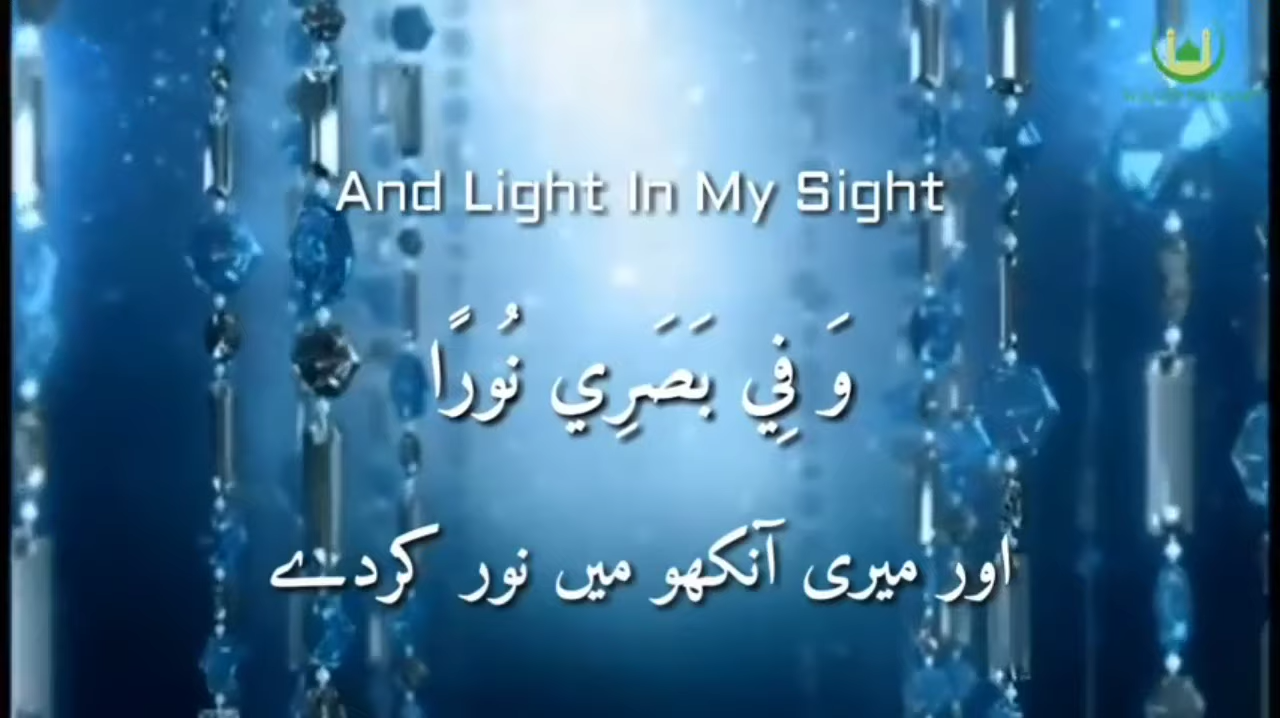 And Light In My Sight
وَ فِي بَصَرِي نُورًا
اور میری آنکھو میں نور کردے